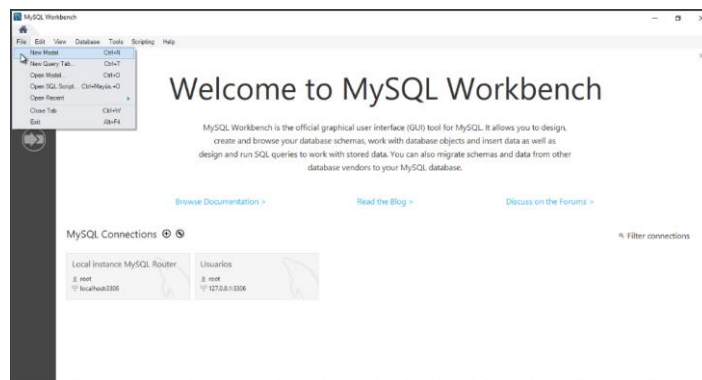 MySQL Workbench
File Edit View Database Tools Scripting Help
New Model Ctrl+N
New Query Tab... Ctrl+T
Open Model... Ctrl+O
Open SQL Script... Ctrl+Mayús.+O
Open Recent
Close Tab Ctrl+W
Exit Alt+F4
Welcome to MySQL Workbench
MySQL Workbench is the official graphical user interface (GUI) tool for MySQL. It allows you to design,
create and browse your database schemas, work with database objects and insert data as well as
design and run SQL queries to work with stored data. You can also migrate schemas and data from other
database vendors to your MySQL database.
Browse Documentation > Read the Blog > Discuss on the Forums >
MySQL Connections
Filter connections
Local instance MySQL Router
root
localhost:3306
Usuarios
root
127.0.0.1:3306